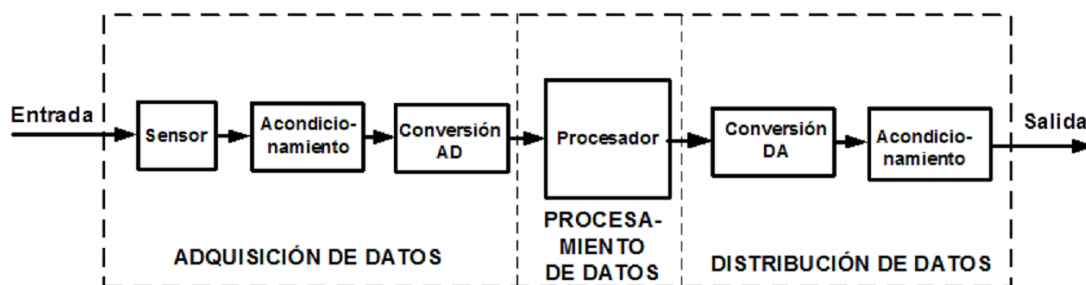 Entrada
Sensor
Acondicio-
namiento
Conversión
AD
Procesador
Conversión
DA
Acondicio-
namiento
Salida
ADQUISICIÓN DE DATOS
PROCESA-
MIENTO
DE DATOS
DISTRIBUCIÓN DE DATOS